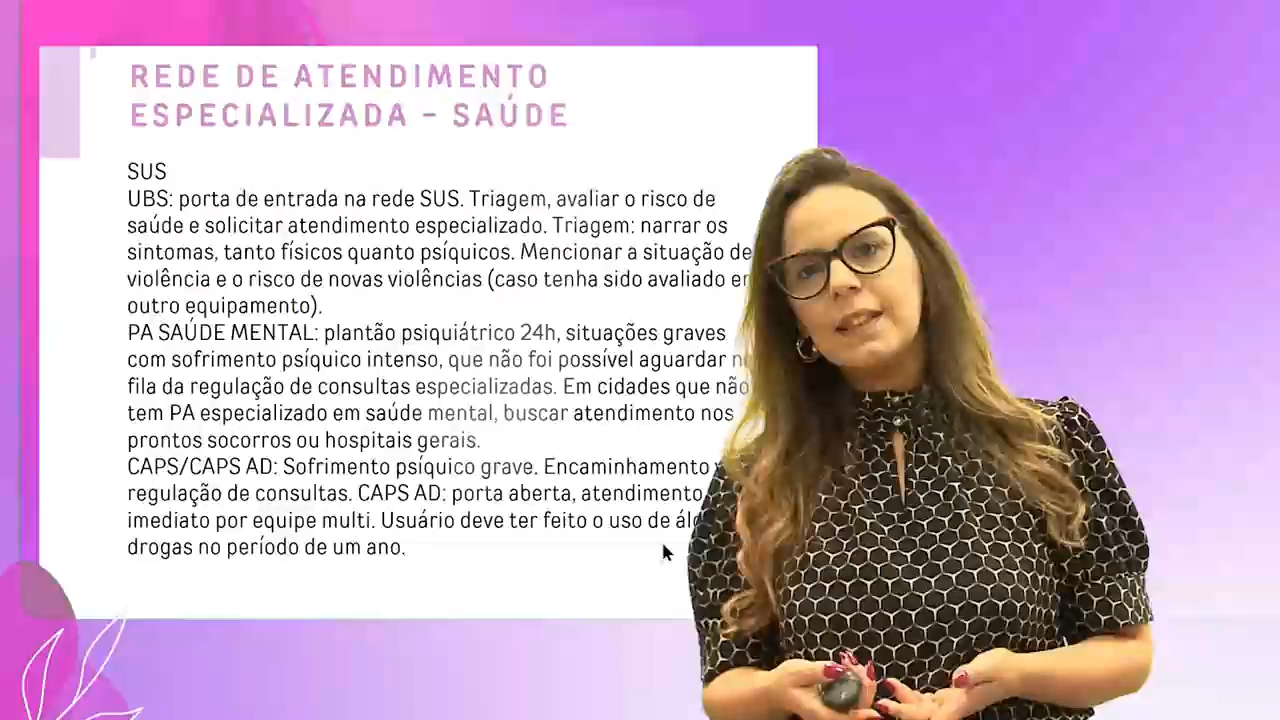 REDE DE ATENDIMENTO
ESPECIALIZADA - SAÚDE
SUS
UBS: porta de entrada na rede SUS. Triagem, avaliar o risco de
saúde e solicitar atendimento especializado. Triagem: narrar os
sintomas, tanto físicos quanto psíquicos. Mencionar a situação de
violência e o risco de novas violências (caso tenha sido avaliado
outro equipamento).
PA SAÚDE MENTAL: plantão psiquiátrico 24h, situações graves
com sofrimento psíquico intenso, que não foi possível aguardar
fila da regulação de consultas especializadas. Em cidades que não
tem PA especializado em saúde mental, buscar atendimento nos
prontos socorros ou hospitais gerais.
CAPS/CAPS AD: Sofrimento psíquico grave. Encaminhamento
regulação de consultas. CAPS AD: porta aberta, atendimento
imediato por equipe multi. Usuário deve ter feito o uso de
drogas no período de um ano.